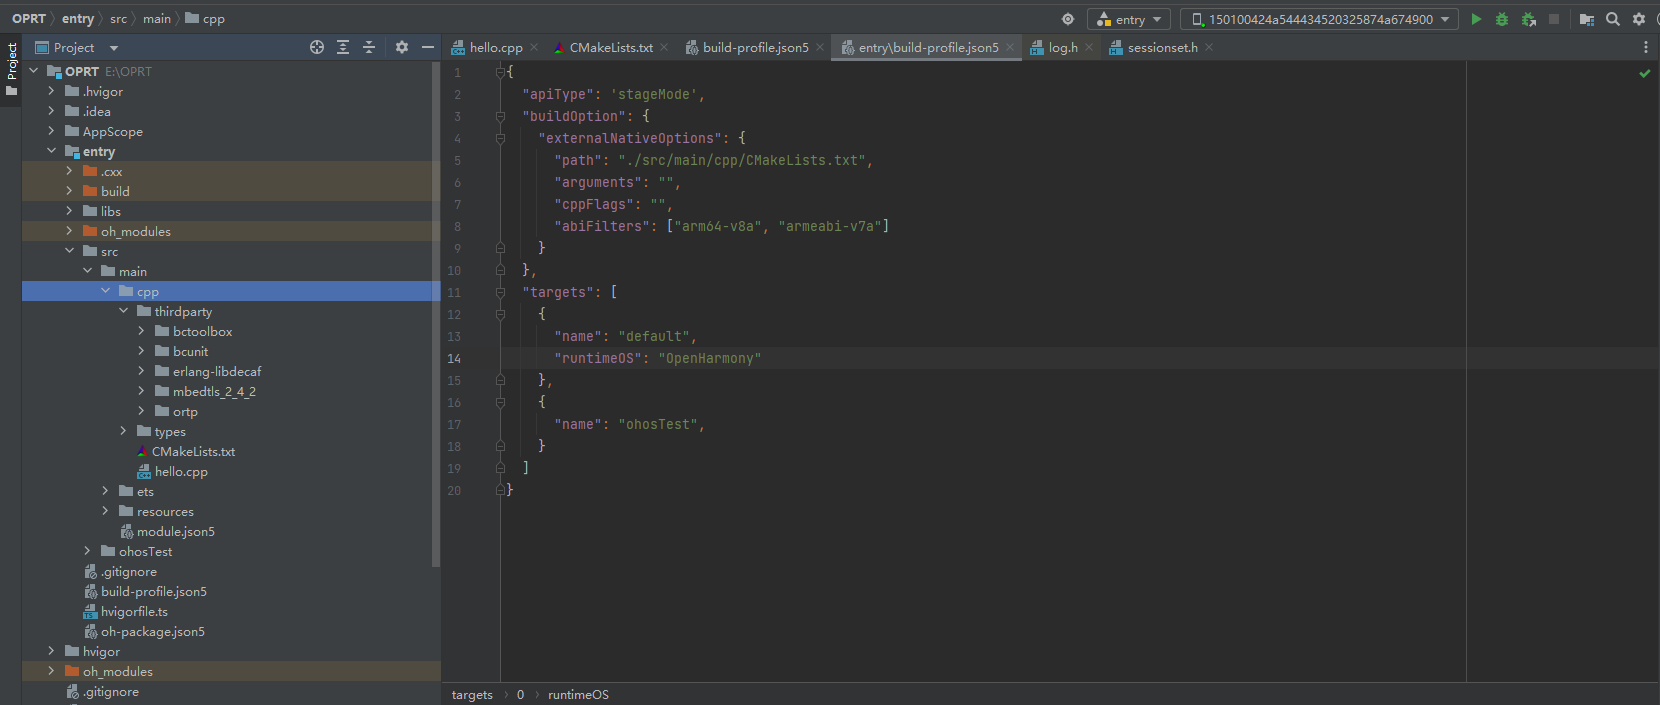 OPRT entry src main cpp
entry
150100424a544434520325874a674900
Project
Project
hello.cpp
CMakeLists.txt
build-profile.json5
entry\build-profile.json5
log.h
sessionset.h
OPRT E:\OPRT
.hvigor
.idea
AppScope
entry
.cxx
build
libs
oh_modules
src
main
cpp
thirdparty
bctoolbox
bcunit
erlang-libdecaf
mbedtls_2_4_2
ortp
types
CMakeLists.txt
hello.cpp
ets
resources
module.json5
ohosTest
.gitignore
build-profile.json5
hvigorfile.ts
oh-package.json5
hvigor
oh_modules
.gitignore
1 {
2 "apiType": 'stageMode',
3 "buildOption": {
4 "externalNativeOptions": {
5 "path": "./src/main/cpp/CMakeLists.txt",
6 "arguments": "",
7 "cppFlags": "",
8 "abiFilters": ["arm64-v8a", "armeabi-v7a"]
9 }
10 },
11 "targets": [
12 {
13 "name": "default",
14 "runtimeOS": "OpenHarmony"
15 },
16 {
17 "name": "ohosTest",
18 }
19 ]
20 }
targets 0 runtimeOS